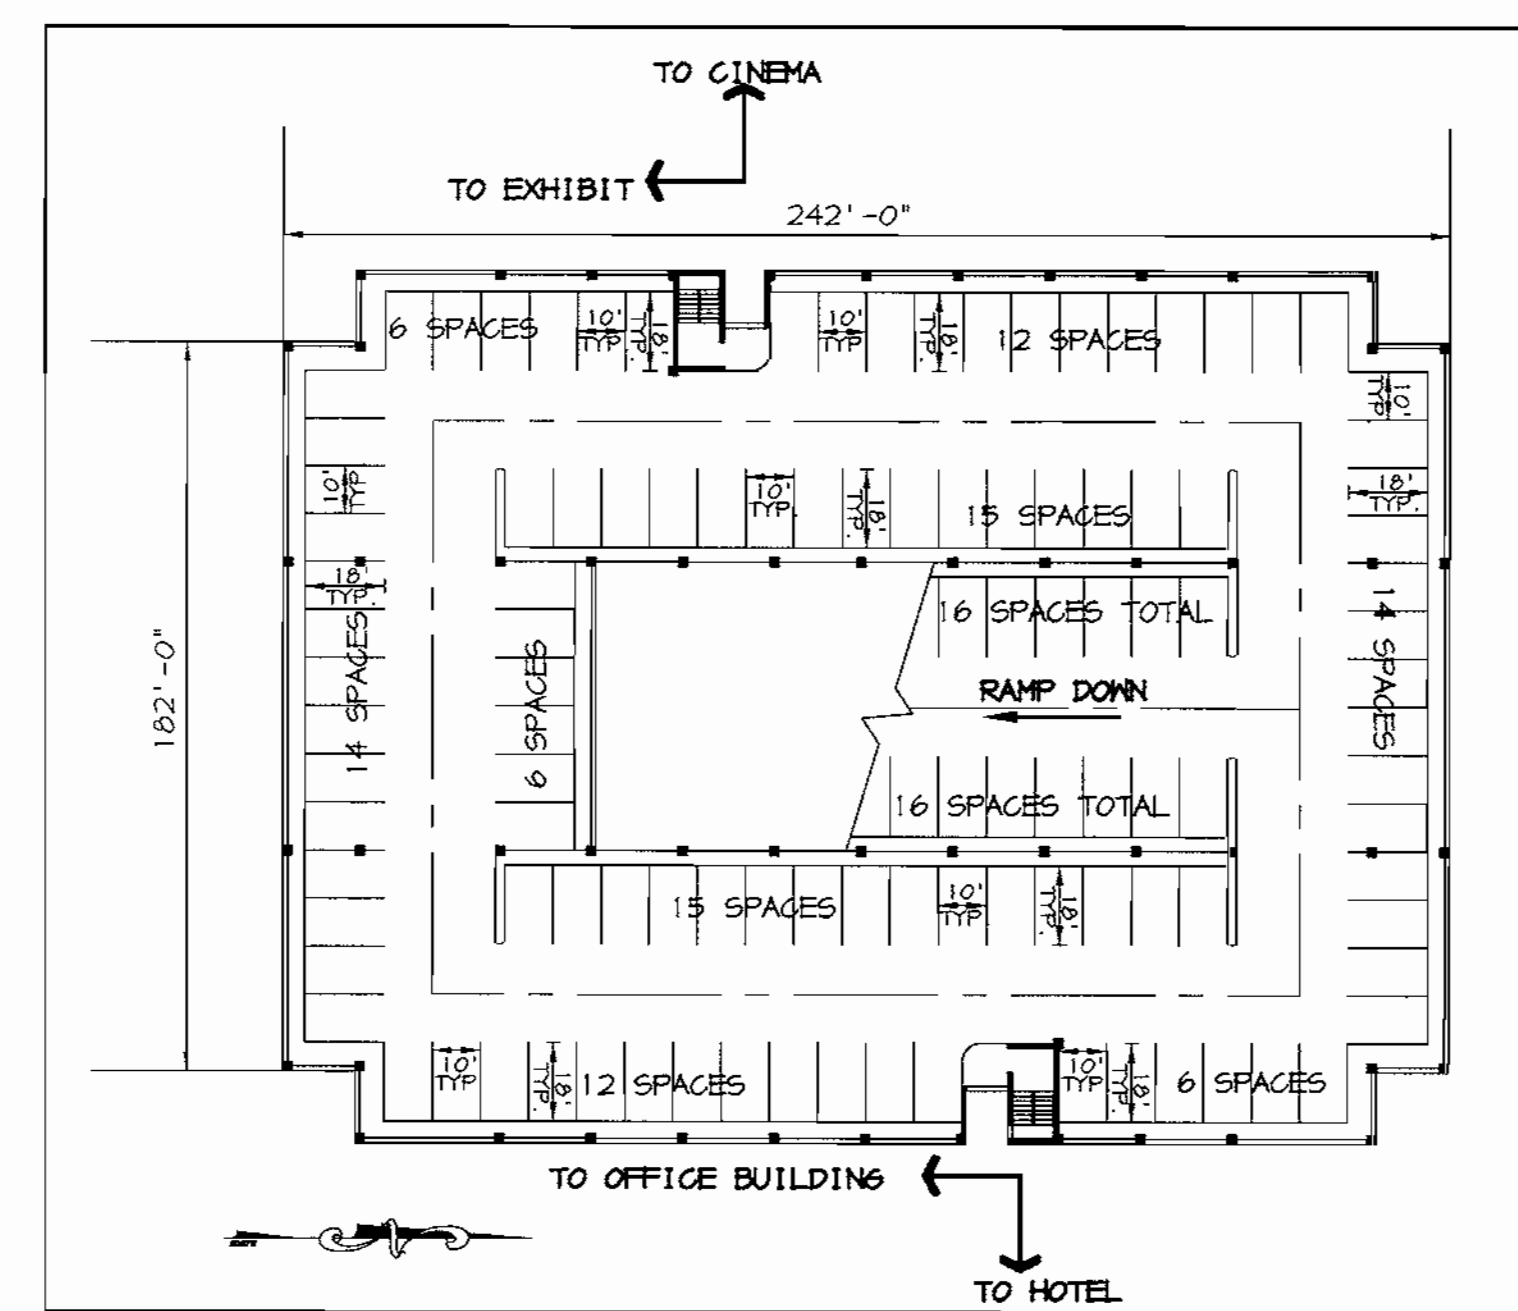 TO CINEMA
TO EXHIBIT
242'-0"
6 SPACES
10'
TYP
18'
TYP.
10'
TYP
18'
TYP.
12 SPACES
10'
TYP
10'
TYP
10'
TYP.
18'
TYP.
15 SPACES
18'
TYP.
18'
TYP.
14 SPACES
6 SPACES
182'-0"
16 SPACES TOTAL
RAMP DOWN
16 SPACES TOTAL
14 SPACES
15 SPACES
10'
TYP
18'
TYP.
10'
TYP
18'
TYP.
12 SPACES
10'
TYP
18'
TYP.
6 SPACES
TO OFFICE BUILDING
TO HOTEL